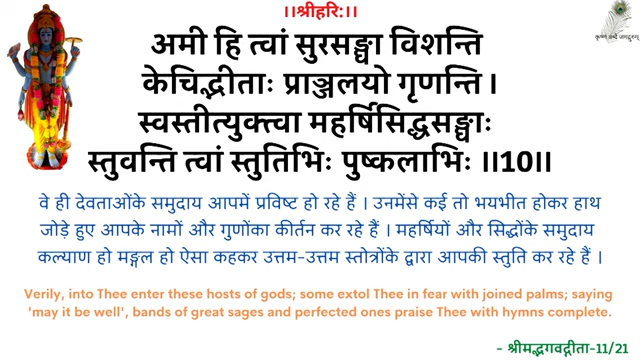 ।।श्रीहरि:।।
कृष्णं वन्दे जगद्गुरुम्
अमी हि त्वां सुरसङ्घा विशन्ति
केचिद्भीताः प्राञ्जलयो गृणन्ति ।
स्वस्तीत्युक्त्वा महर्षिसिद्धसङ्घाः
स्तुवन्ति त्वां स्तुतिभिः पुष्कलाभिः ।।10।।
वे ही देवताओंके समुदाय आपमें प्रविष्ट हो रहे हैं । उनमेंसे कई तो भयभीत होकर हाथ
जोड़े हुए आपके नामों और गुणोंका कीर्तन कर रहे हैं । महर्षियों और सिद्धोंके समुदाय
कल्याण हो मङ्गल हो ऐसा कहकर उत्तम-उत्तम स्तोत्रोंके द्वारा आपकी स्तुति कर रहे हैं ।
Verily, into Thee enter these hosts of gods; some extol Thee in fear with joined palms; saying
'may it be well', bands of great sages and perfected ones praise Thee with hymns complete.
- श्रीमद्भगवद्गीता-11/21